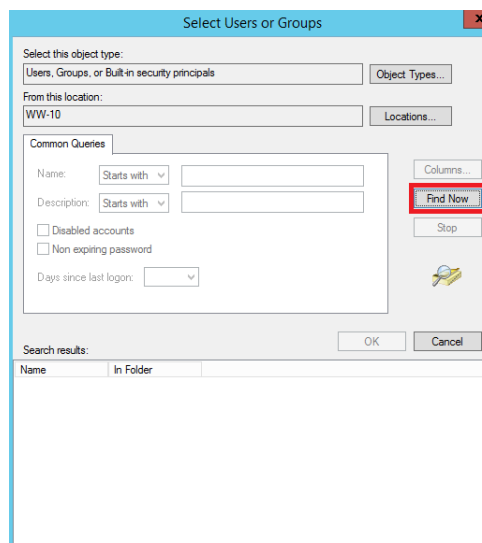 Select Users or Groups
x
Select this object type:
Users, Groups, or Built-in security principals
Object Types...
From this location:
WW-10
Locations...
Common Queries
Name:
Starts with
Columns...
Description:
Starts with
Find Now
Disabled accounts
Stop
Non expiring password
Days since last logon:
OK
Cancel
Search results:
Name
In Folder